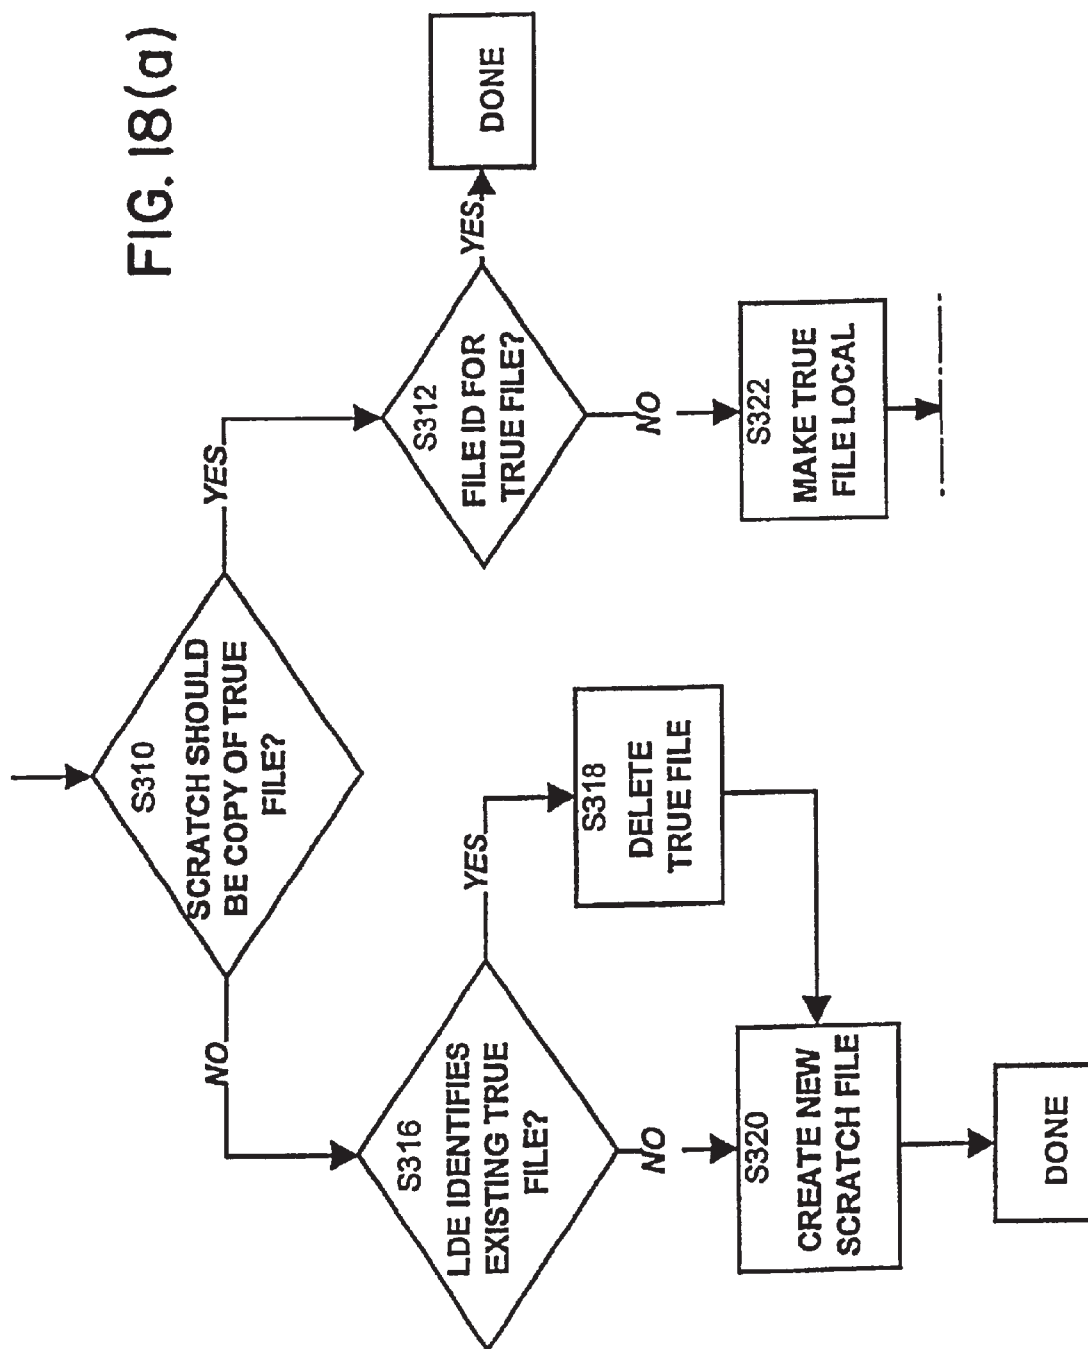 FIG. 18(a)
S310
SCRATCH SHOULD
BE COPY OF TRUE
FILE?
NO
YES
S316
LDE IDENTIFIES
EXISTING TRUE
FILE?
YES
NO
S318
DELETE
TRUE FILE
S320
CREATE NEW
SCRATCH FILE
DONE
S312
FILE ID FOR
TRUE FILE?
YES
DONE
NO
S322
MAKE TRUE
FILE LOCAL